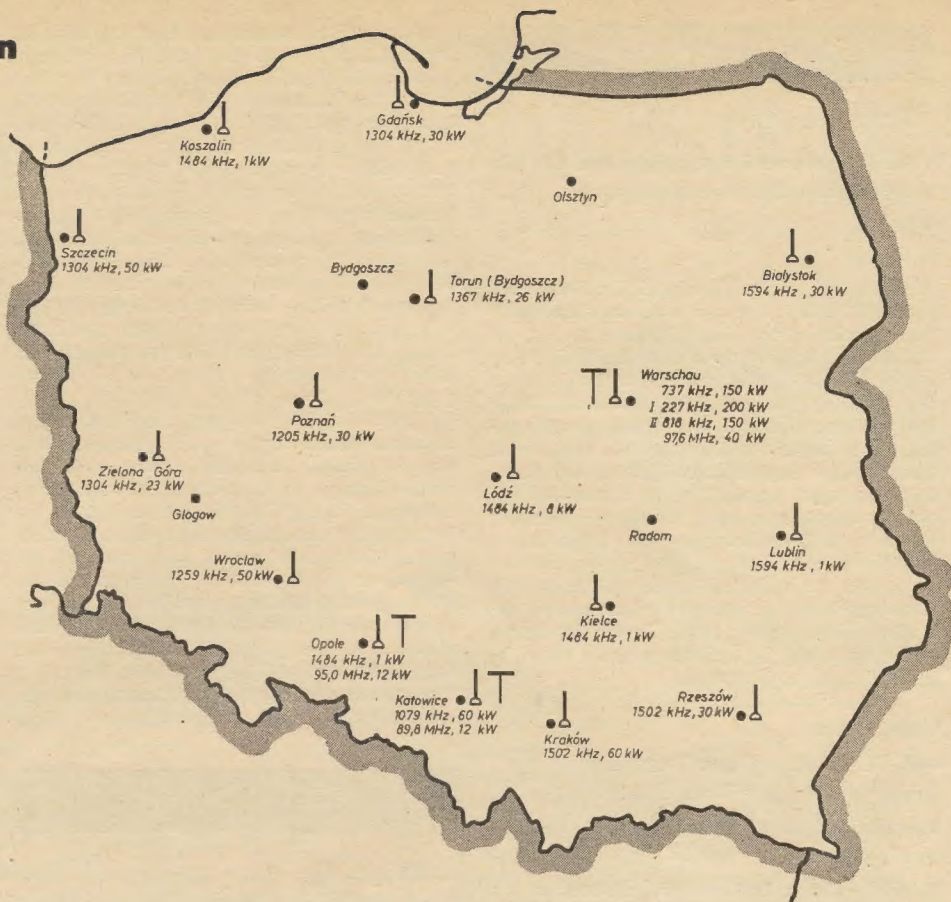 n
Gdańsk
1304 kHz, 30 kW
Koszalin
1484 kHz, 1kW
Olsztyn
Szczecin
1304 kHz, 50 kW
Bydgoszcz
Torun (Bydgoszcz)
1367 kHz, 26 kW
Bialystok
1594 kHz, 30 kW
Warschau
737 kHz, 150 kW
I 227 kHz, 200 kW
II 818 kHz, 150 kW
97,6 MHz, 40 kW
Poznań
1205 kHz, 30 kW
Zielona Góra
1304 kHz, 23 kW
Glogow
Łódź
1484 kHz, 8 kW
Radom
Lublin
1594 kHz, 1kW
Wroclaw
1259 kHz, 50 kW
Kielce
1484 kHz, 1 kW
Opole
1484 kHz, 1 kW
95,0 MHz, 12 kW
Katowice
1079 kHz, 60 kW
89,8 MHz, 12 kW
Kraków
1502 kHz, 60 kW
Rzeszów
1502 kHz, 30 kW